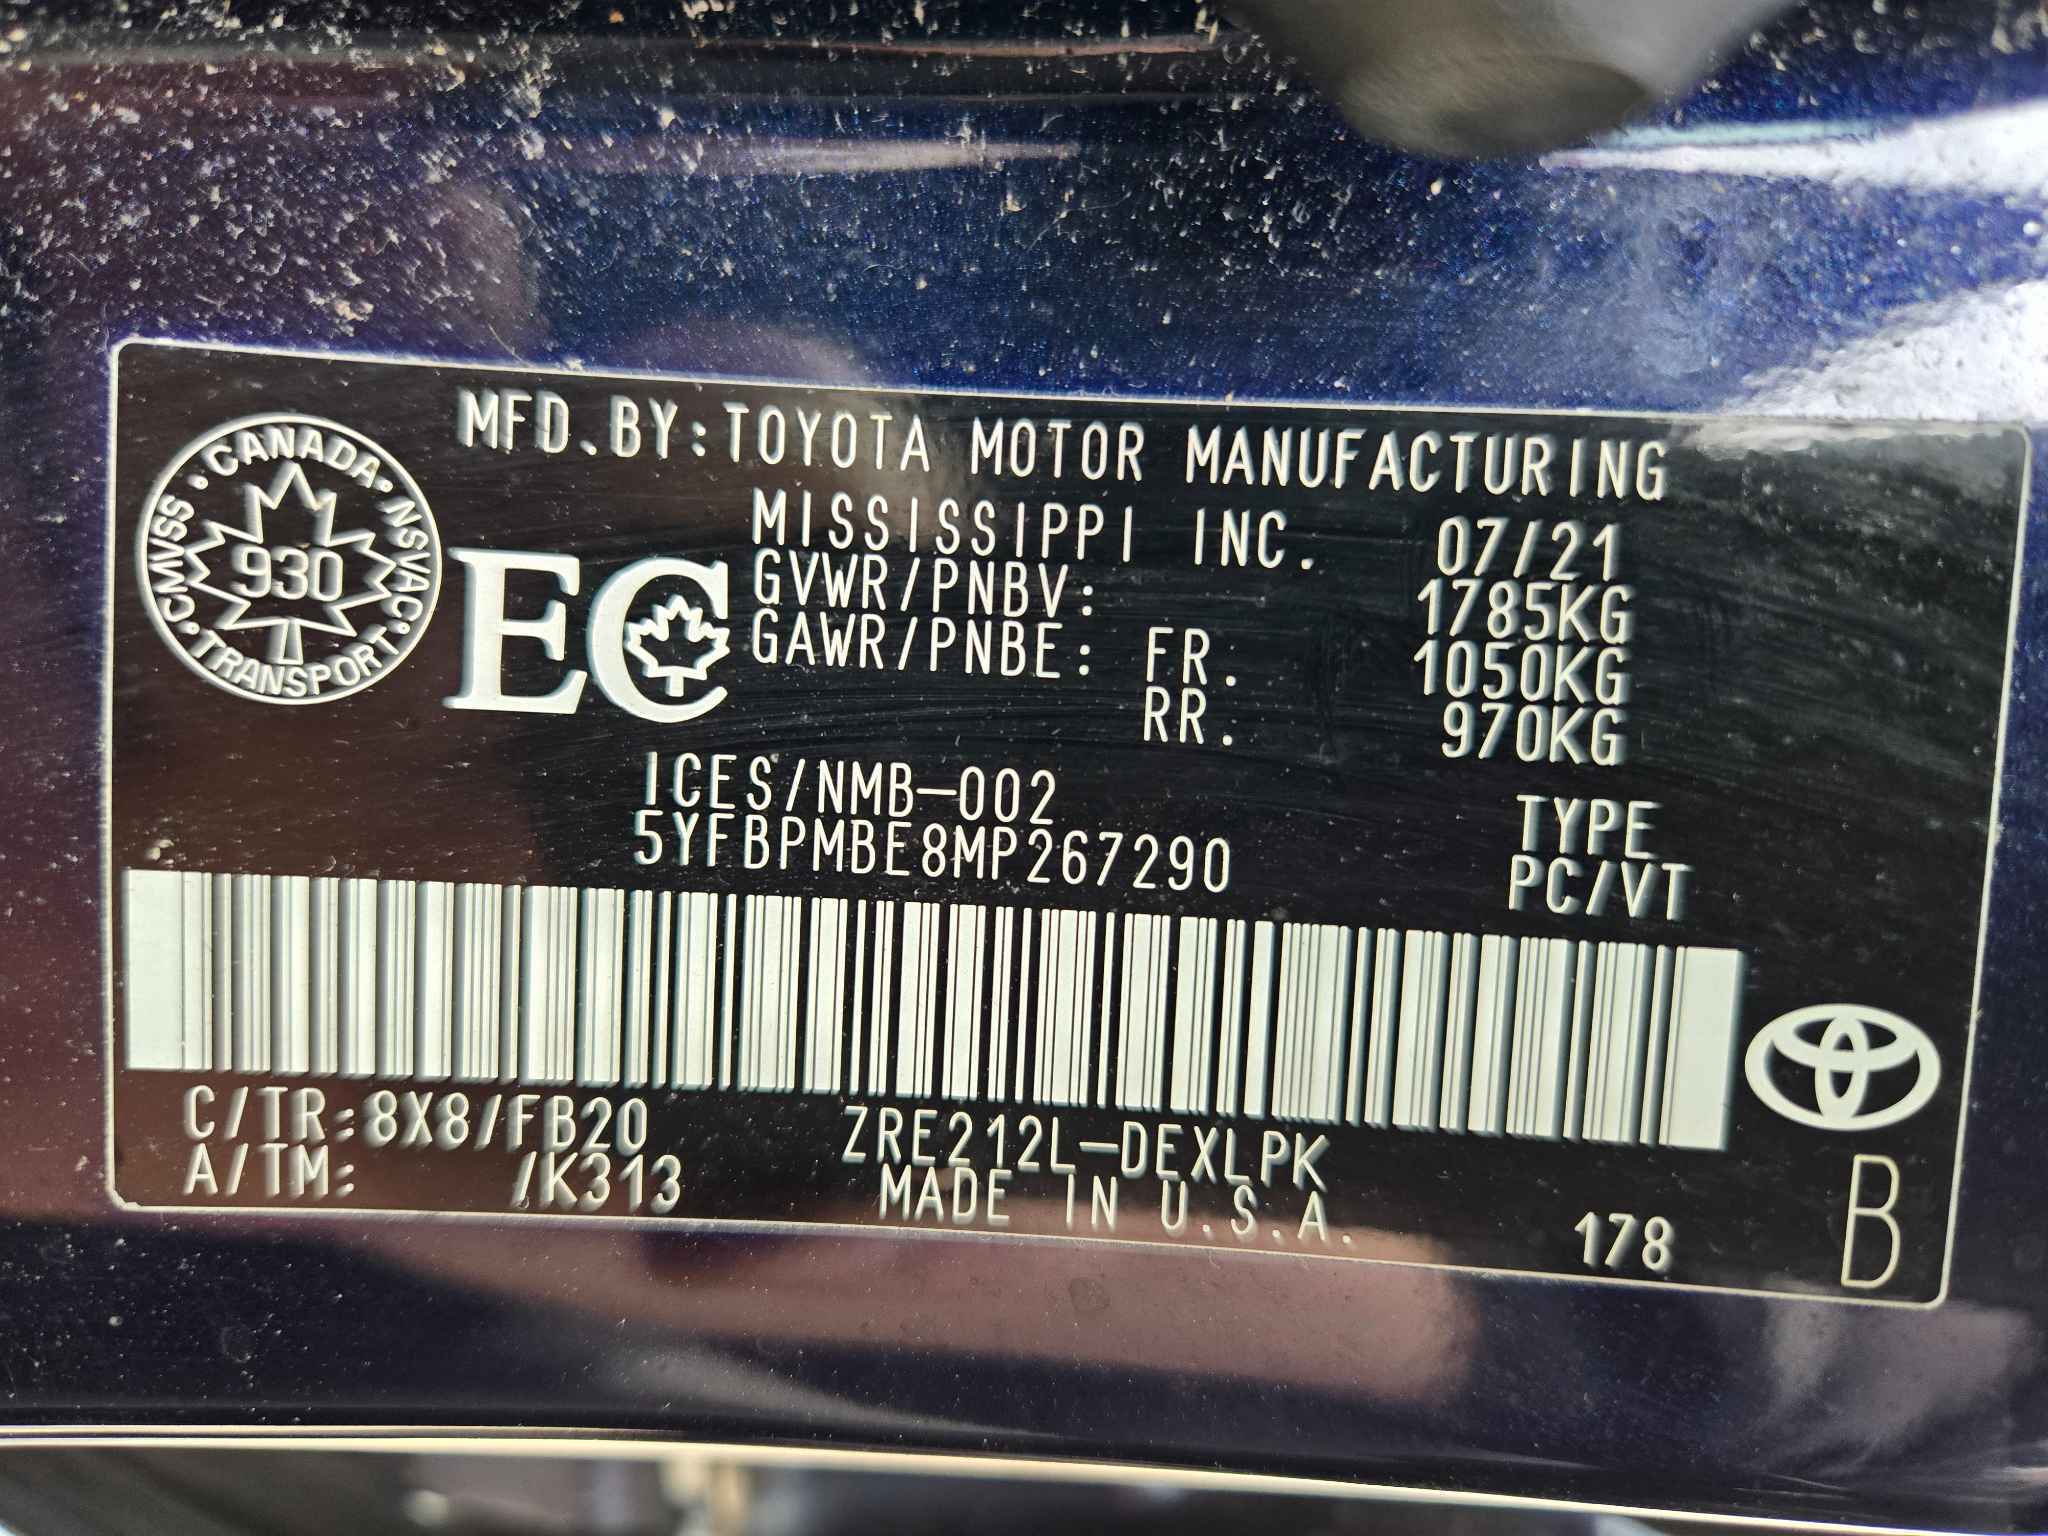 MFD.BY:TOYOTA MOTOR MANUFACTURING
MISSISSIPPI INC. 07/21
GVWR/PNBV: 1785KG
GAWR/PNBE: FR. 1050KG
RR. 970KG
CANADA · NSVAC · TRANSPORT · CMVSS ·
930
EC
ICES/NMB-002
5YFBPMBE8MP267290
TYPE
PC/VT
C/TR:8X8/FB20 ZRE212L-DEXLPK
A/TM: /K313 MADE IN U.S.A.
178 B